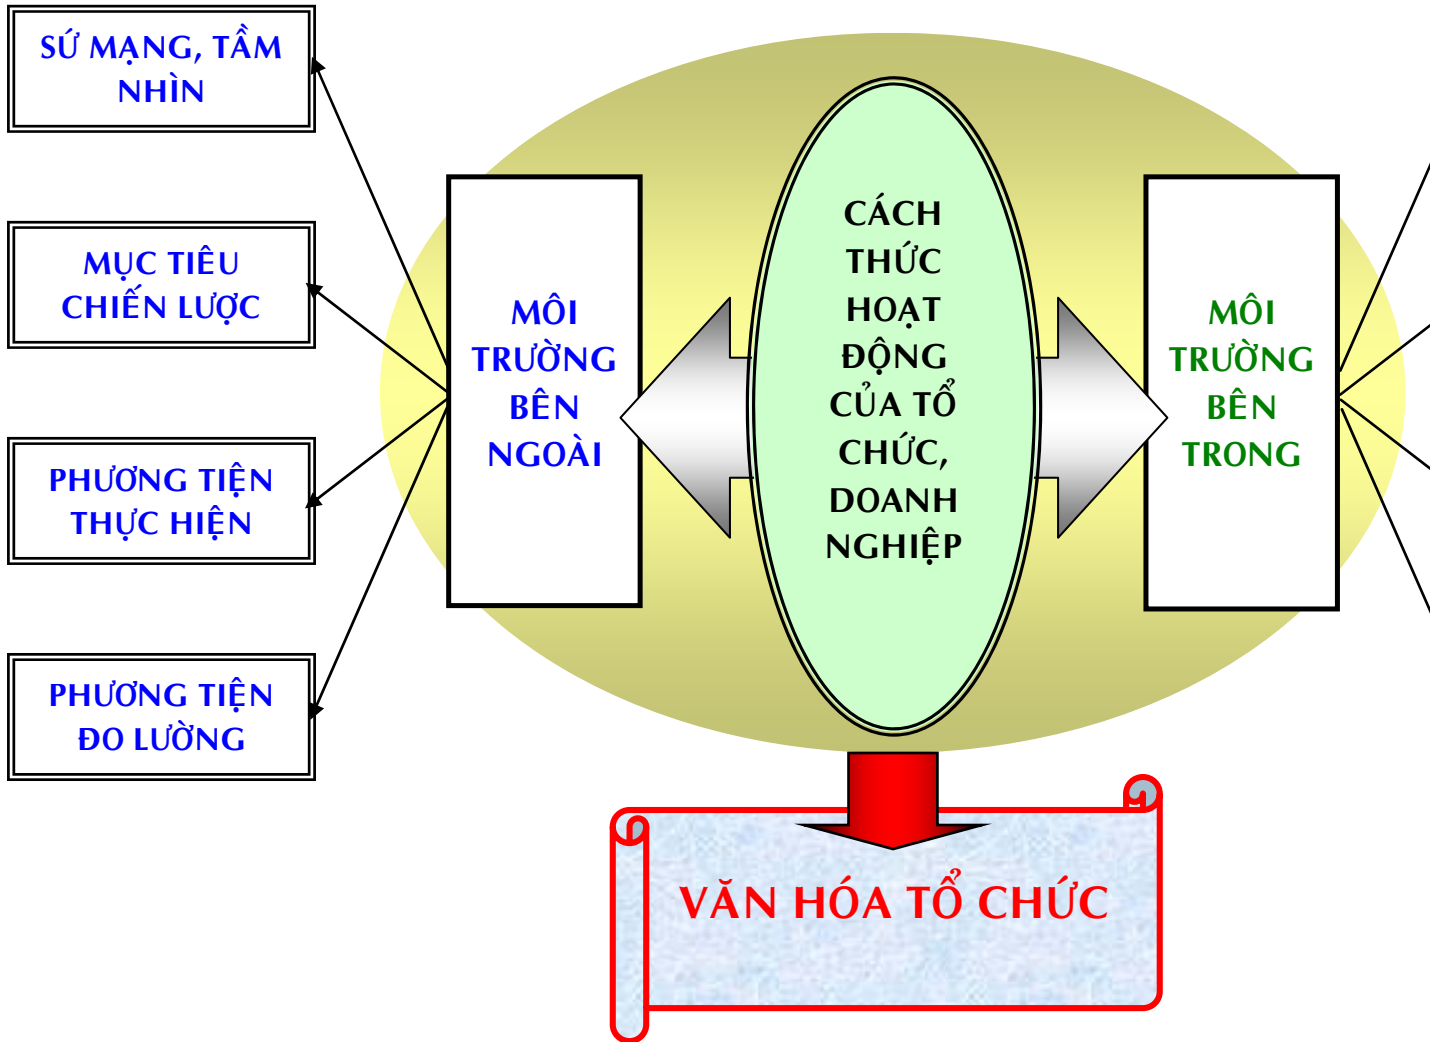 SỨ MẠNG, TẦM
NHÌN
MỤC TIÊU
CHIẾN LƯỢC
PHƯƠNG TIỆN
THỰC HIỆN
PHƯƠNG TIỆN
ĐO LƯỜNG
MÔI
TRƯỜNG
BÊN
NGOÀI
CÁCH
THỨC
HOẠT
ĐỘNG
CỦA TỔ
CHỨC,
DOANH
NGHIỆP
MÔI
TRƯỜNG
BÊN
TRONG
VĂN HÓA TỔ CHỨC